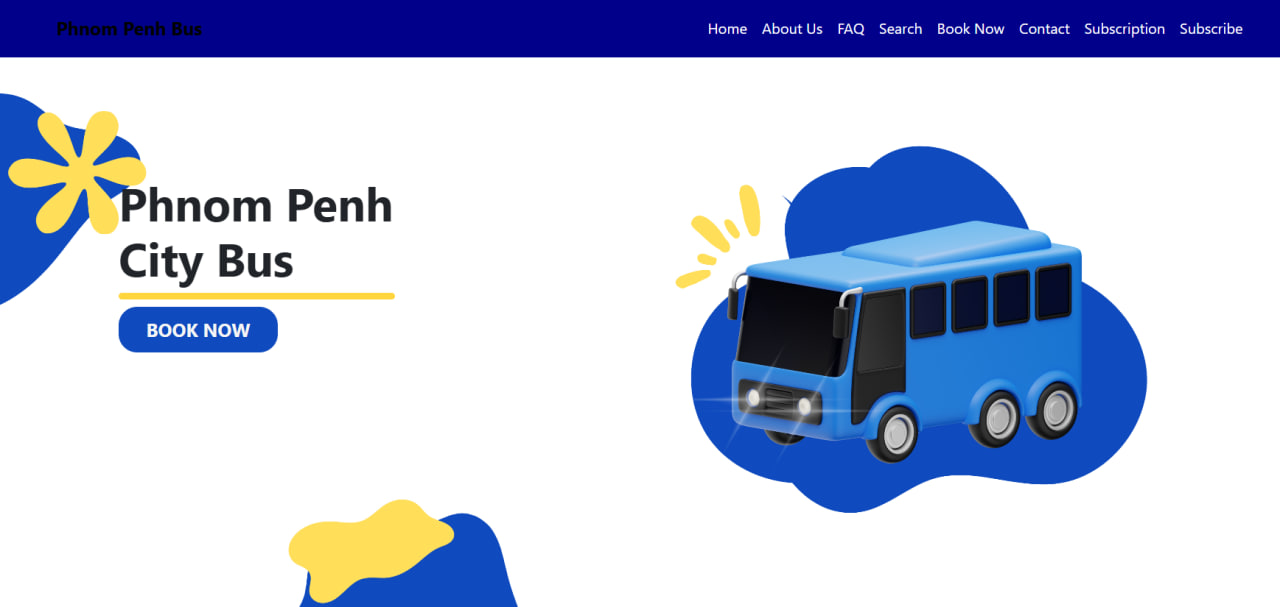 Phnom Penh Bus
Home About Us FAQ Search Book Now Contact Subscription Subscribe
Phnom Penh
City Bus
BOOK NOW